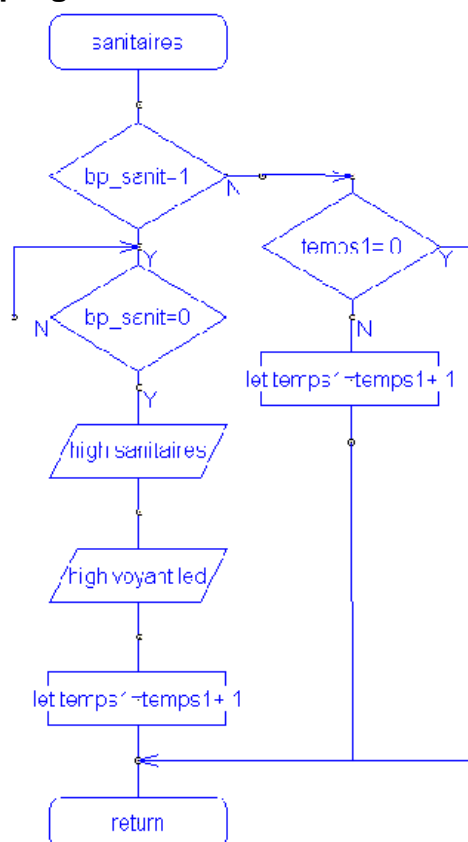 sanitaires
bp_sanit=1
N
Y
temps1= 0
Y
N
bp_sanit=0
N
Y
let temps1=temps1+ 1
high sanitaires
high voyant led
let temps1=temps1+ 1
return